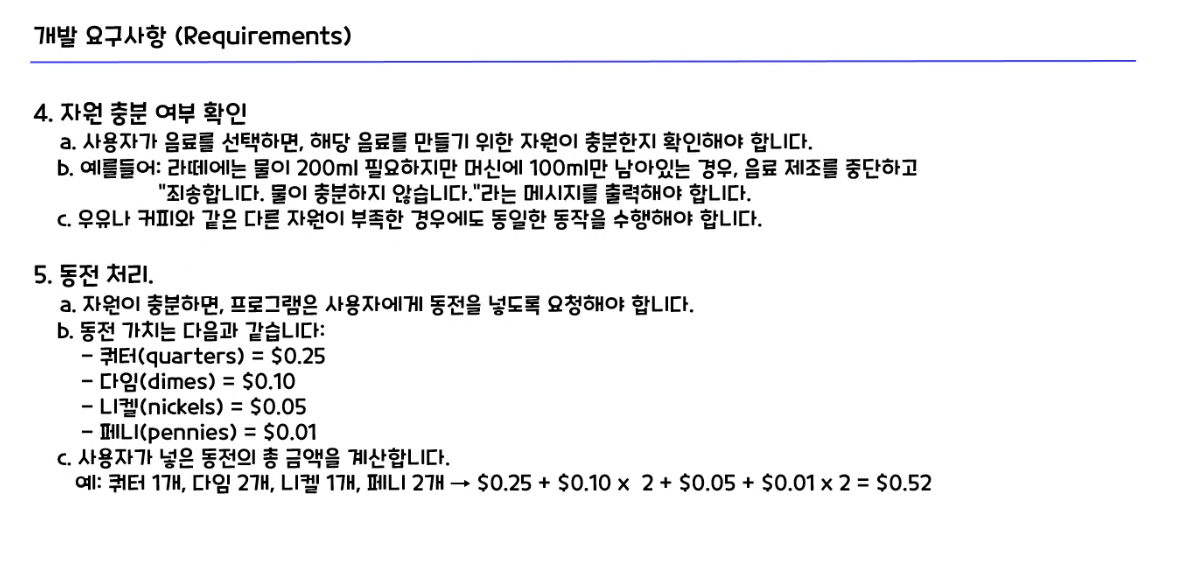 개발 요구사항 (Requirements)
4. 자원 충분 여부 확인
a. 사용자가 음료를 선택하면, 해당 음료를 만들기 위한 자원이 충분한지 확인해야 합니다.
b. 예를들어: 라떼에는 물이 200ml 필요하지만 머신에 100ml만 남아있는 경우, 음료 제조를 중단하고
"죄송합니다. 물이 충분하지 않습니다."라는 메시지를 출력해야 합니다.
c. 우유나 커피와 같은 다른 자원이 부족한 경우에도 동일한 동작을 수행해야 합니다.
5. 동전 처리.
a. 자원이 충분하면, 프로그램은 사용자에게 동전을 넣도록 요청해야 합니다.
b. 동전 가치는 다음과 같습니다:
– 쿼터(quarters) = $0.25
– 다임(dimes) = $0.10
– 니켈(nickels) = $0.05
– 페니(pennies) = $0.01
c. 사용자가 넣은 동전의 총 금액을 계산합니다.
예: 쿼터 1개, 다임 2개, 니켈 1개, 페니 2개 → $0.25 + $0.10 x 2 + $0.05 + $0.01 x 2 = $0.52